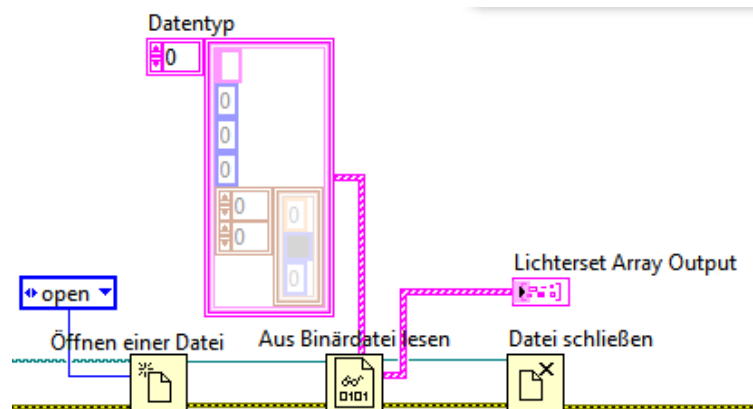 Datentyp
0
0
0
0
0
0
0
0
Lichterset Array Output
open
Öffnen einer Datei
Aus Binärdatei lesen
Datei schließen
0101